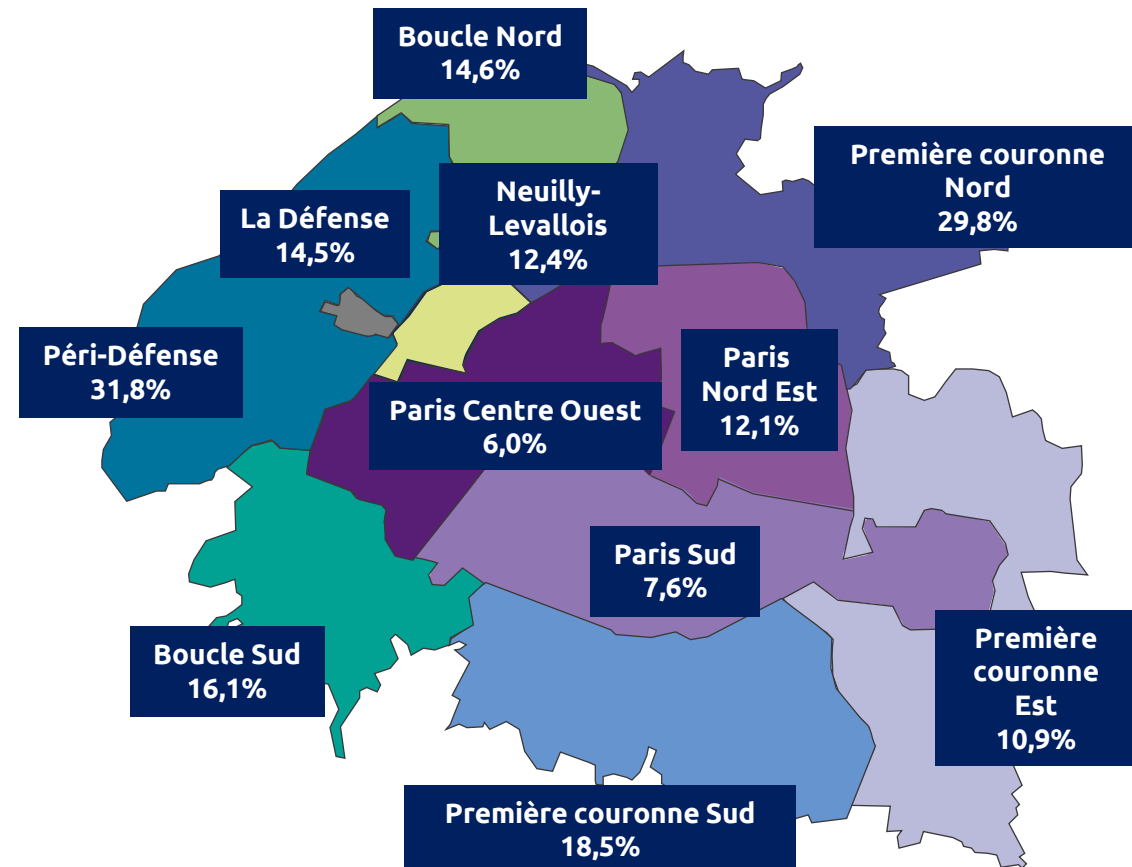 Boucle Nord
14,6%
Première couronne
Nord
29,8%
Neuilly-
Levallois
12,4%
La Défense
14,5%
Péri-Défense
31,8%
Paris
Nord Est
12,1%
Paris Centre Ouest
6,0%
Paris Sud
7,6%
Boucle Sud
16,1%
Première
couronne
Est
10,9%
Première couronne Sud
18,5%